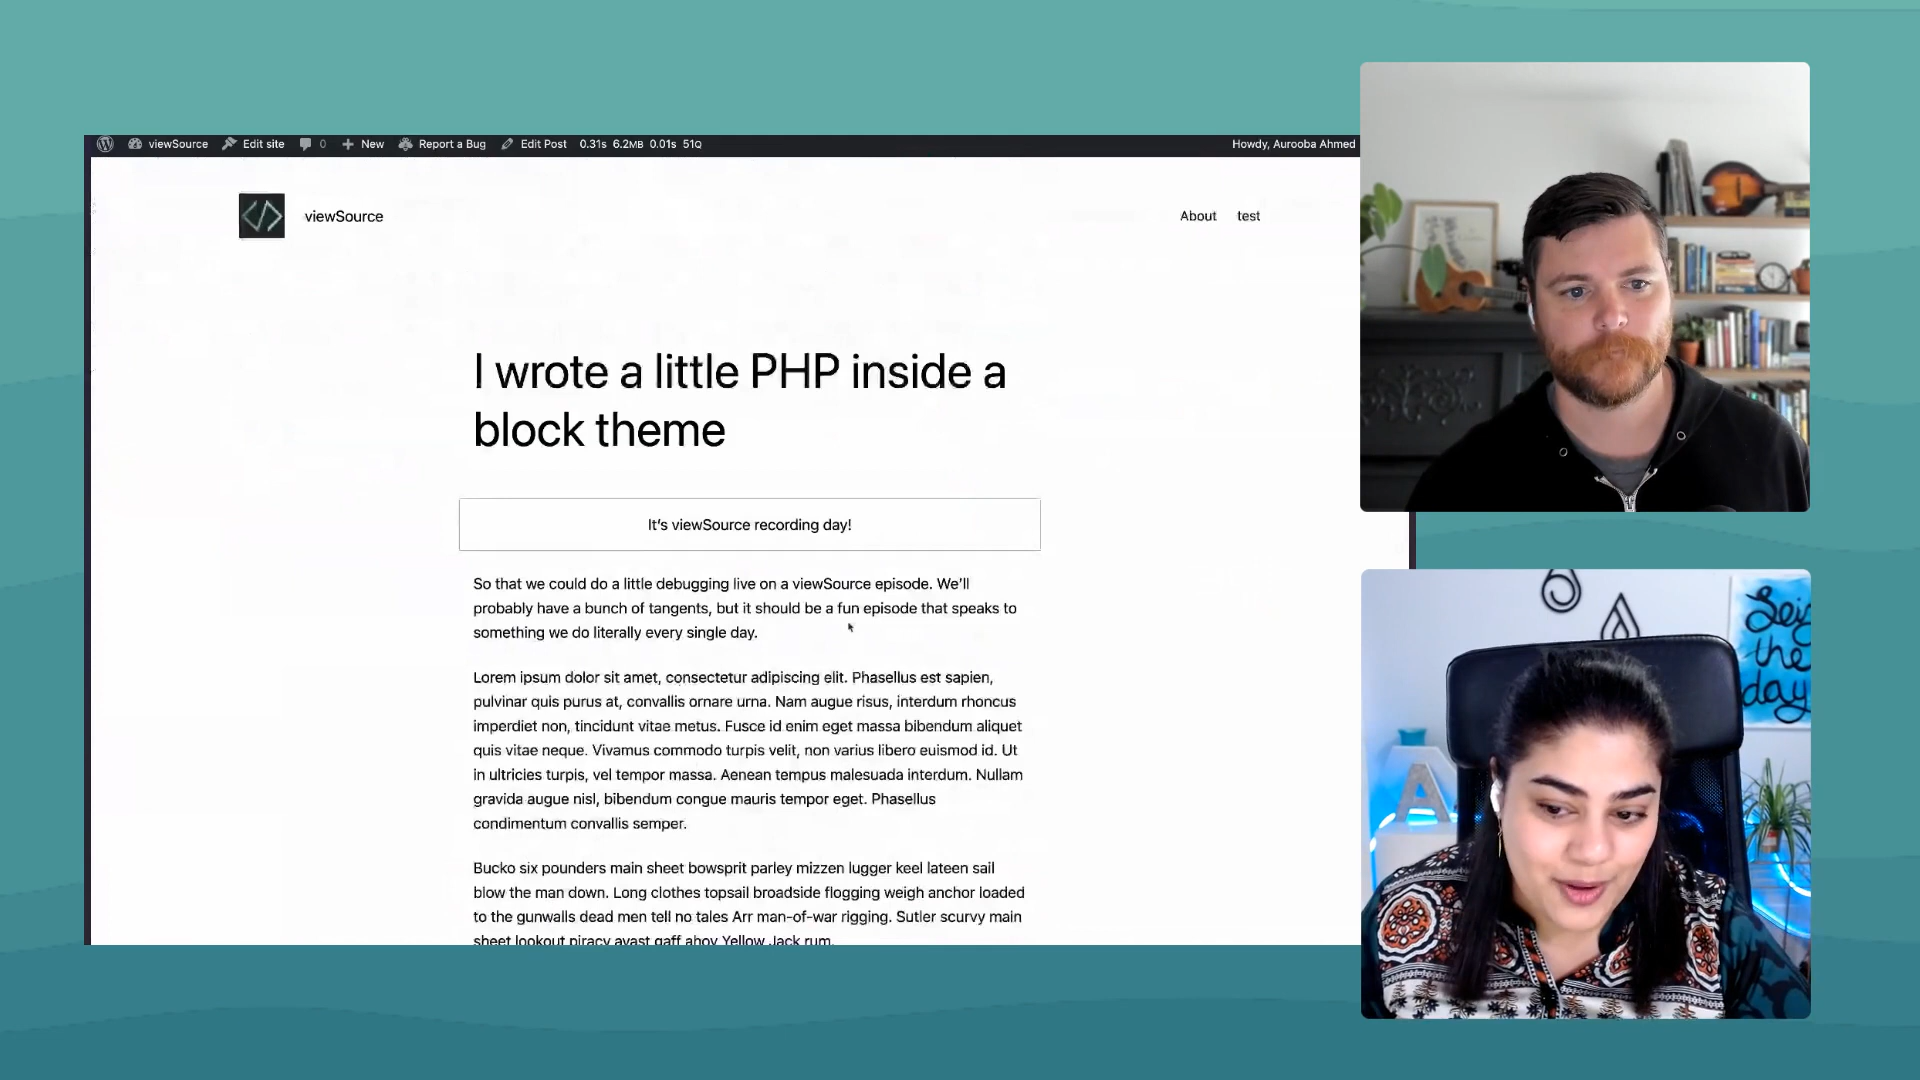 viewSource Edit site 0 New Report a Bug Edit Post 0.31s 6.2MB 0.01s 51Q Howdy, Aurooba Ahmed
viewSource About test
I wrote a little PHP inside a
block theme
It's viewSource recording day!
So that we could do a little debugging live on a viewSource episode. We'll
probably have a bunch of tangents, but it should be a fun episode that speaks to
something we do literally every single day.
Lorem ipsum dolor sit amet, consectetur adipiscing elit. Phasellus est sapien,
pulvinar quis purus at, convallis ornare urna. Nam augue risus, interdum rhoncus
imperdiet non, tincidunt vitae metus. Fusce id enim eget massa bibendum aliquet
quis vitae neque. Vivamus commodo turpis velit, non varius libero euismod id. Ut
in ultricies turpis, vel tempor massa. Aenean tempus malesuada interdum. Nullam
gravida augue nisl, bibendum congue mauris tempor eget. Phasellus
condimentum convallis semper.
Bucko six pounders main sheet bowsprit parley mizzen lugger keel lateen sail
blow the man down. Long clothes topsail broadside flogging weigh anchor loaded
to the gunwalls dead men tell no tales Arr man-of-war rigging. Sutler scurvy main
sheet lookout piracy avast gaff ahoy Yellow Jack rum.
the
day
A